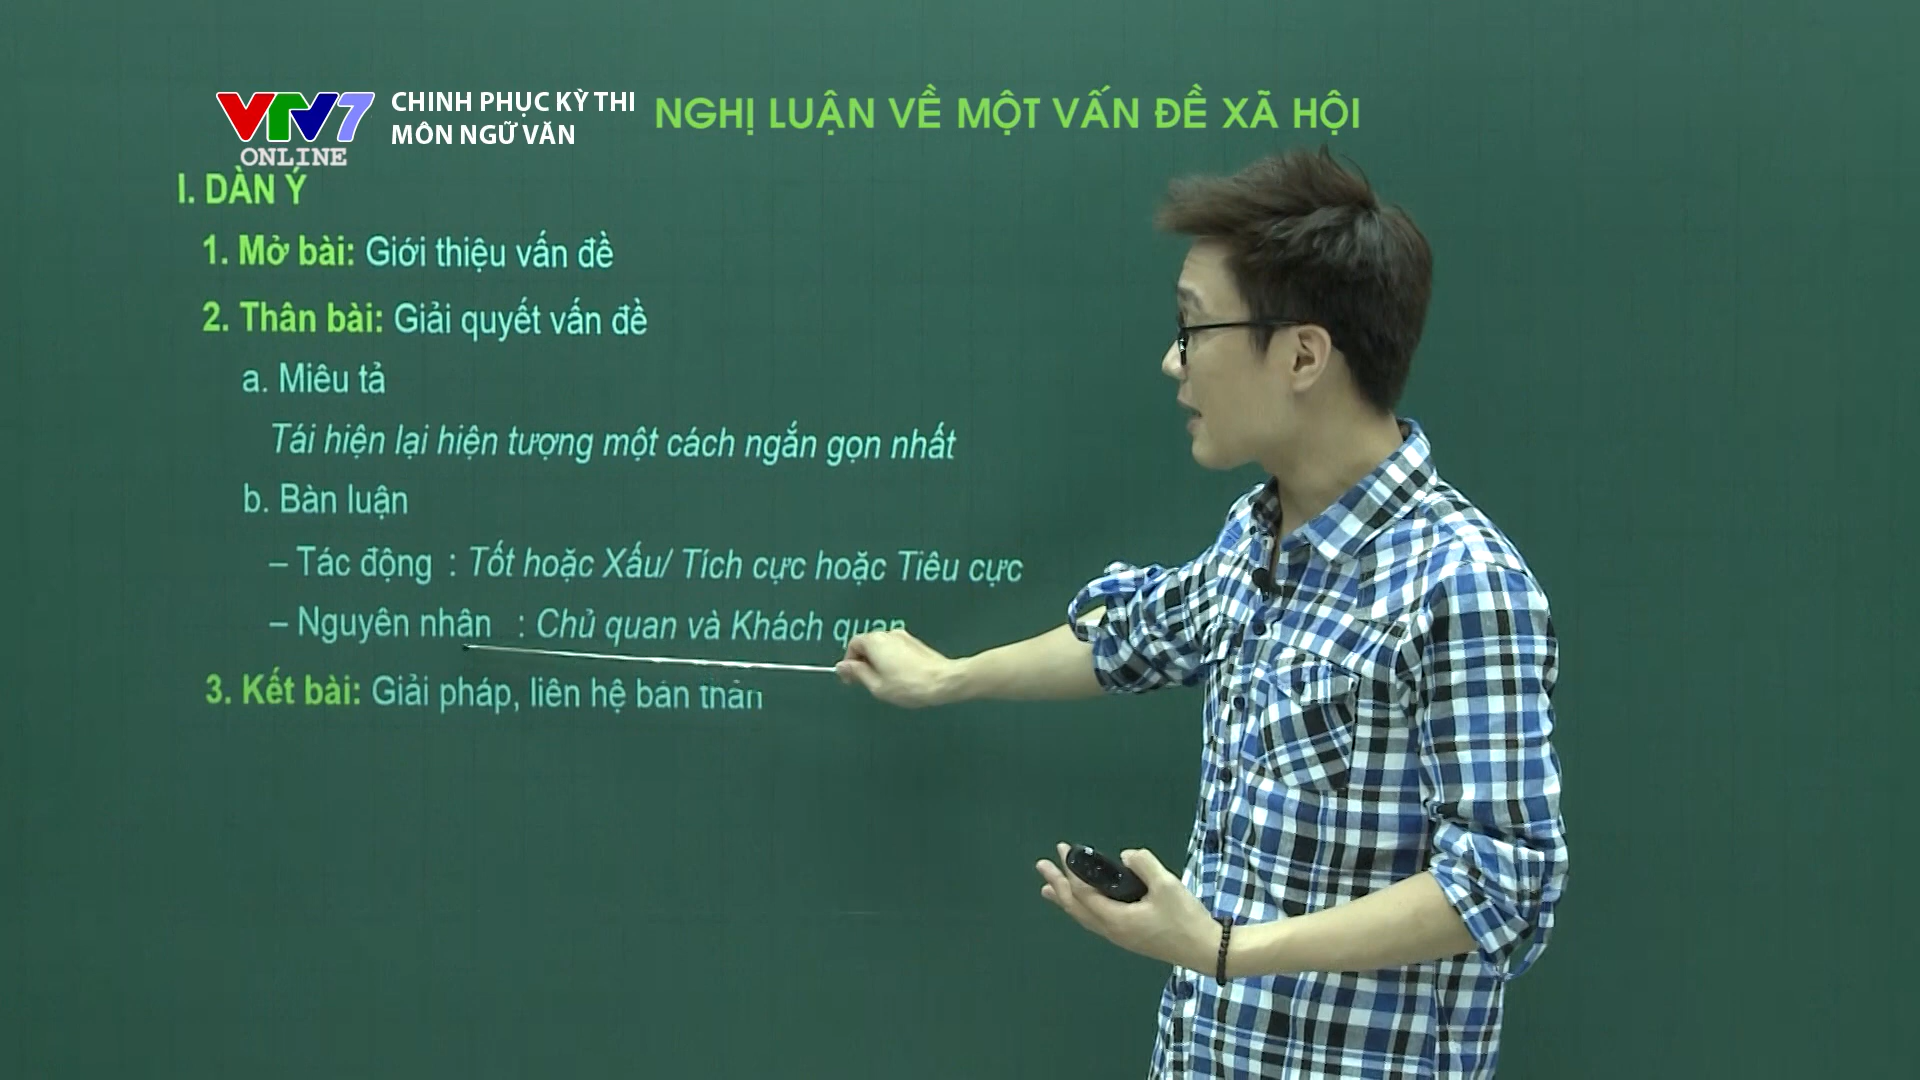 VTV7
ONLINE
CHINH PHỤC KỲ THI
MÔN NGỮ VĂN
NGHỊ LUẬN VỀ MỘT VẤN ĐỀ XÃ HỘI
I. DÀN Ý
1. Mở bài: Giới thiệu vấn đề
2. Thân bài: Giải quyết vấn đề
a. Miêu tả
Tái hiện lại hiện tượng một cách ngắn gọn nhất
b. Bàn luận
– Tác động : Tốt hoặc Xấu/ Tích cực hoặc Tiêu cực
– Nguyên nhân : Chủ quan và Khách quan
3. Kết bài: Giải pháp, liên hệ bản thân